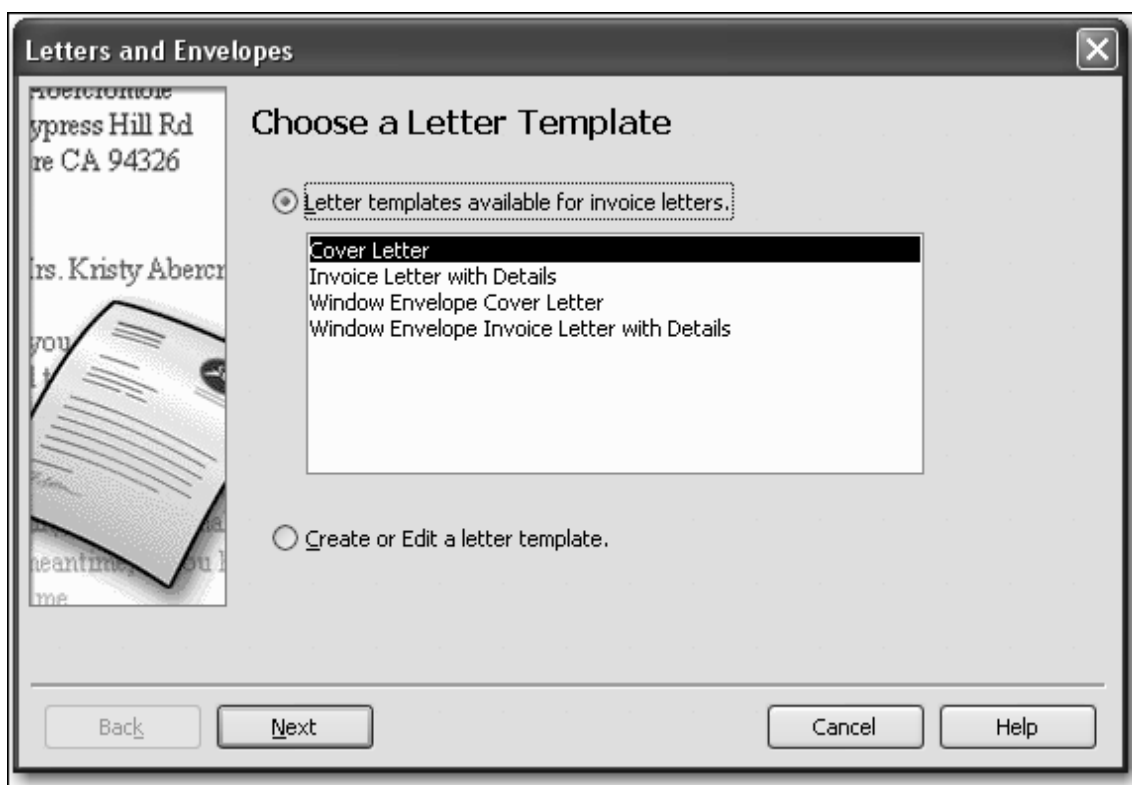 Letters and Envelopes
ypress Hill Rd
re CA 94326
rs. Kristy Abercr
you
Choose a Letter Template
Letter templates available for invoice letters.
Cover Letter
Invoice Letter with Details
Window Envelope Cover Letter
Window Envelope Invoice Letter with Details
Create or Edit a letter template.
Back
Next
Cancel
Help